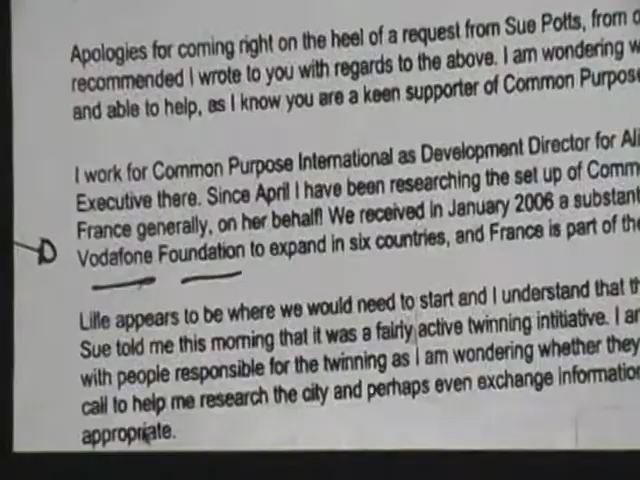 Apologies for coming right on the heel of a request from Sue Potts, from
recommended I wrote to you with regards to the above. I am wondering
and able to help, as I know you are a keen supporter of Common Purpose
I work for Common Purpose International as Development Director for
Executive there. Since April I have been researching the set up of
France generally, on her behalf! We received in January 2006 a
Vodafone Foundation to expand in six countries, and France is part of
Lille appears to be where we would need to start and I understand that
Sue told me this morning that it was a fairly active twinning intitiative. I
with people responsible for the twinning as I am wondering whether they
call to help me research the city and perhaps even exchange
appropriate.